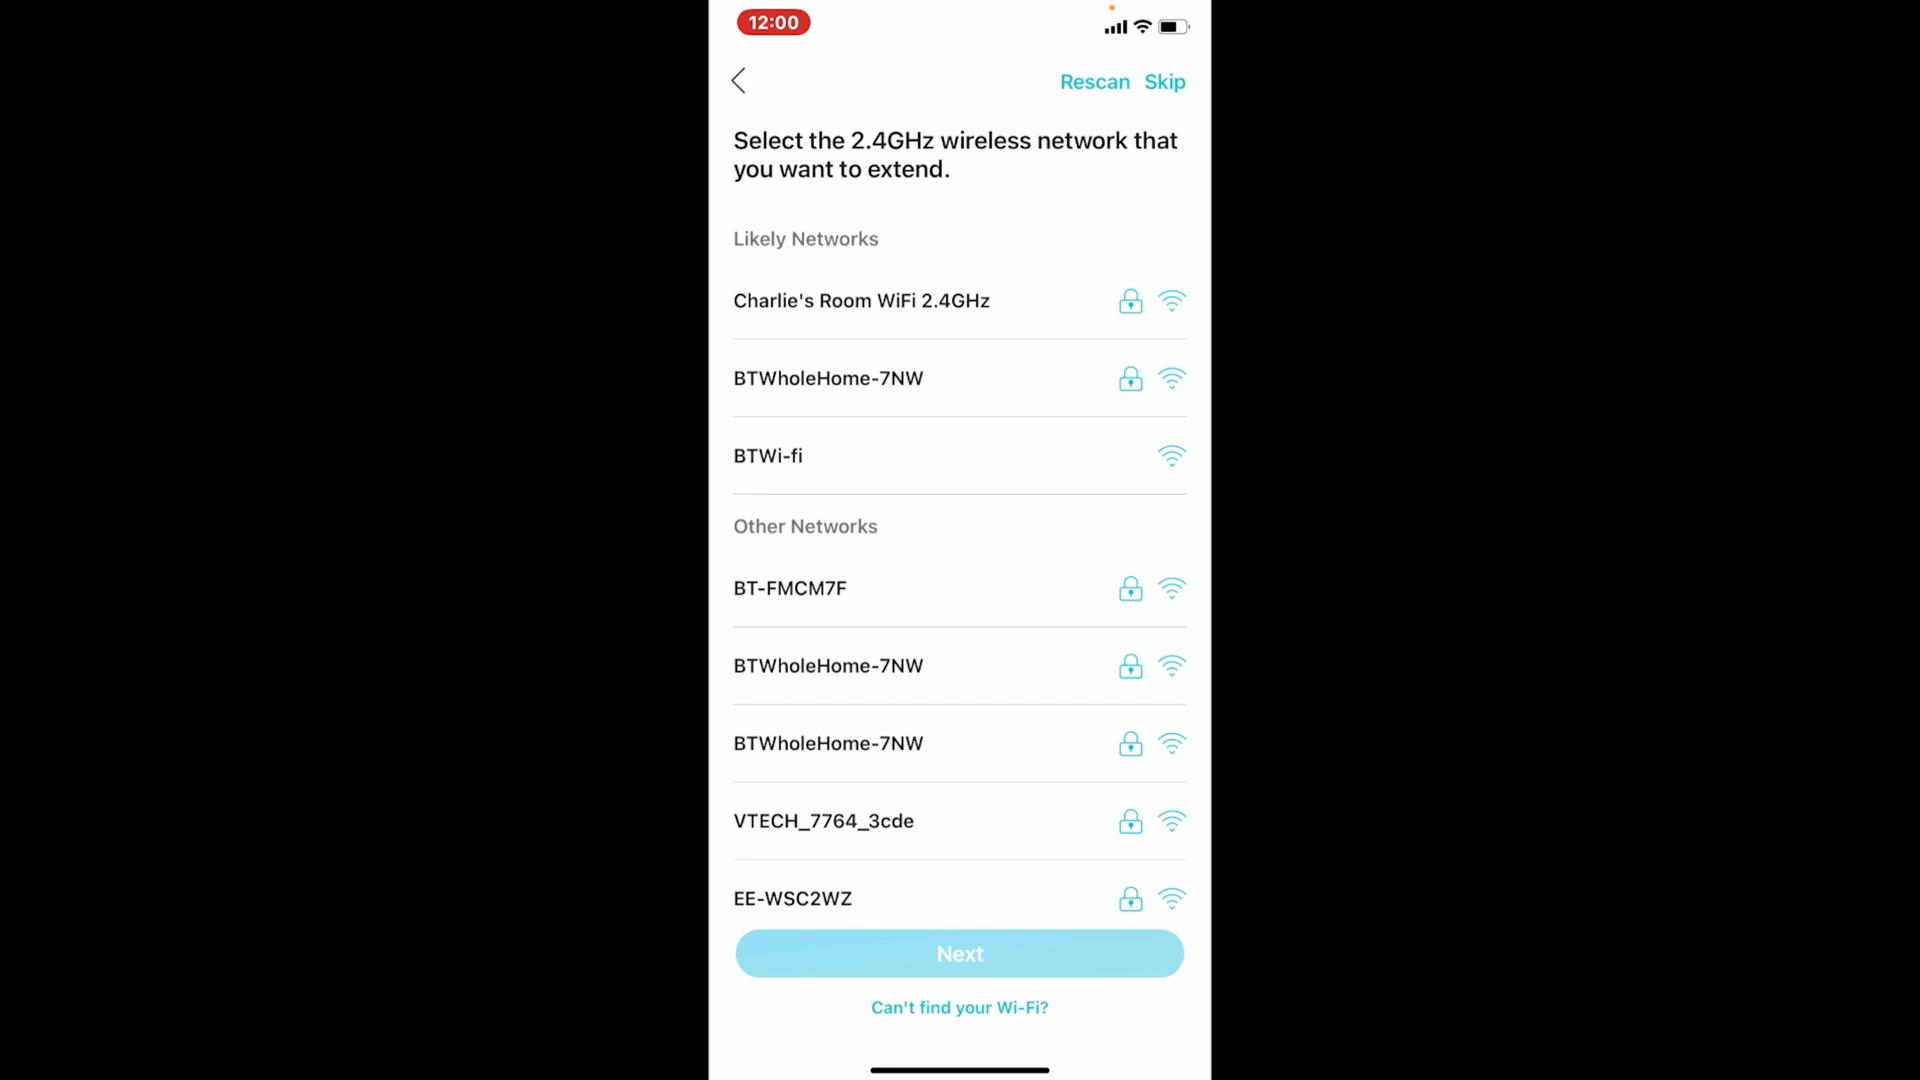 12:00
Rescan Skip
Select the 2.4GHz wireless network that
you want to extend.
Likely Networks
Charlie's Room WiFi 2.4GHz
BTWholeHome-7NW
BTWi-fi
Other Networks
BT-FMCM7F
BTWholeHome-7NW
BTWholeHome-7NW
VTECH_7764_3cde
EE-WSC2WZ
Next
Can't find your Wi-Fi?